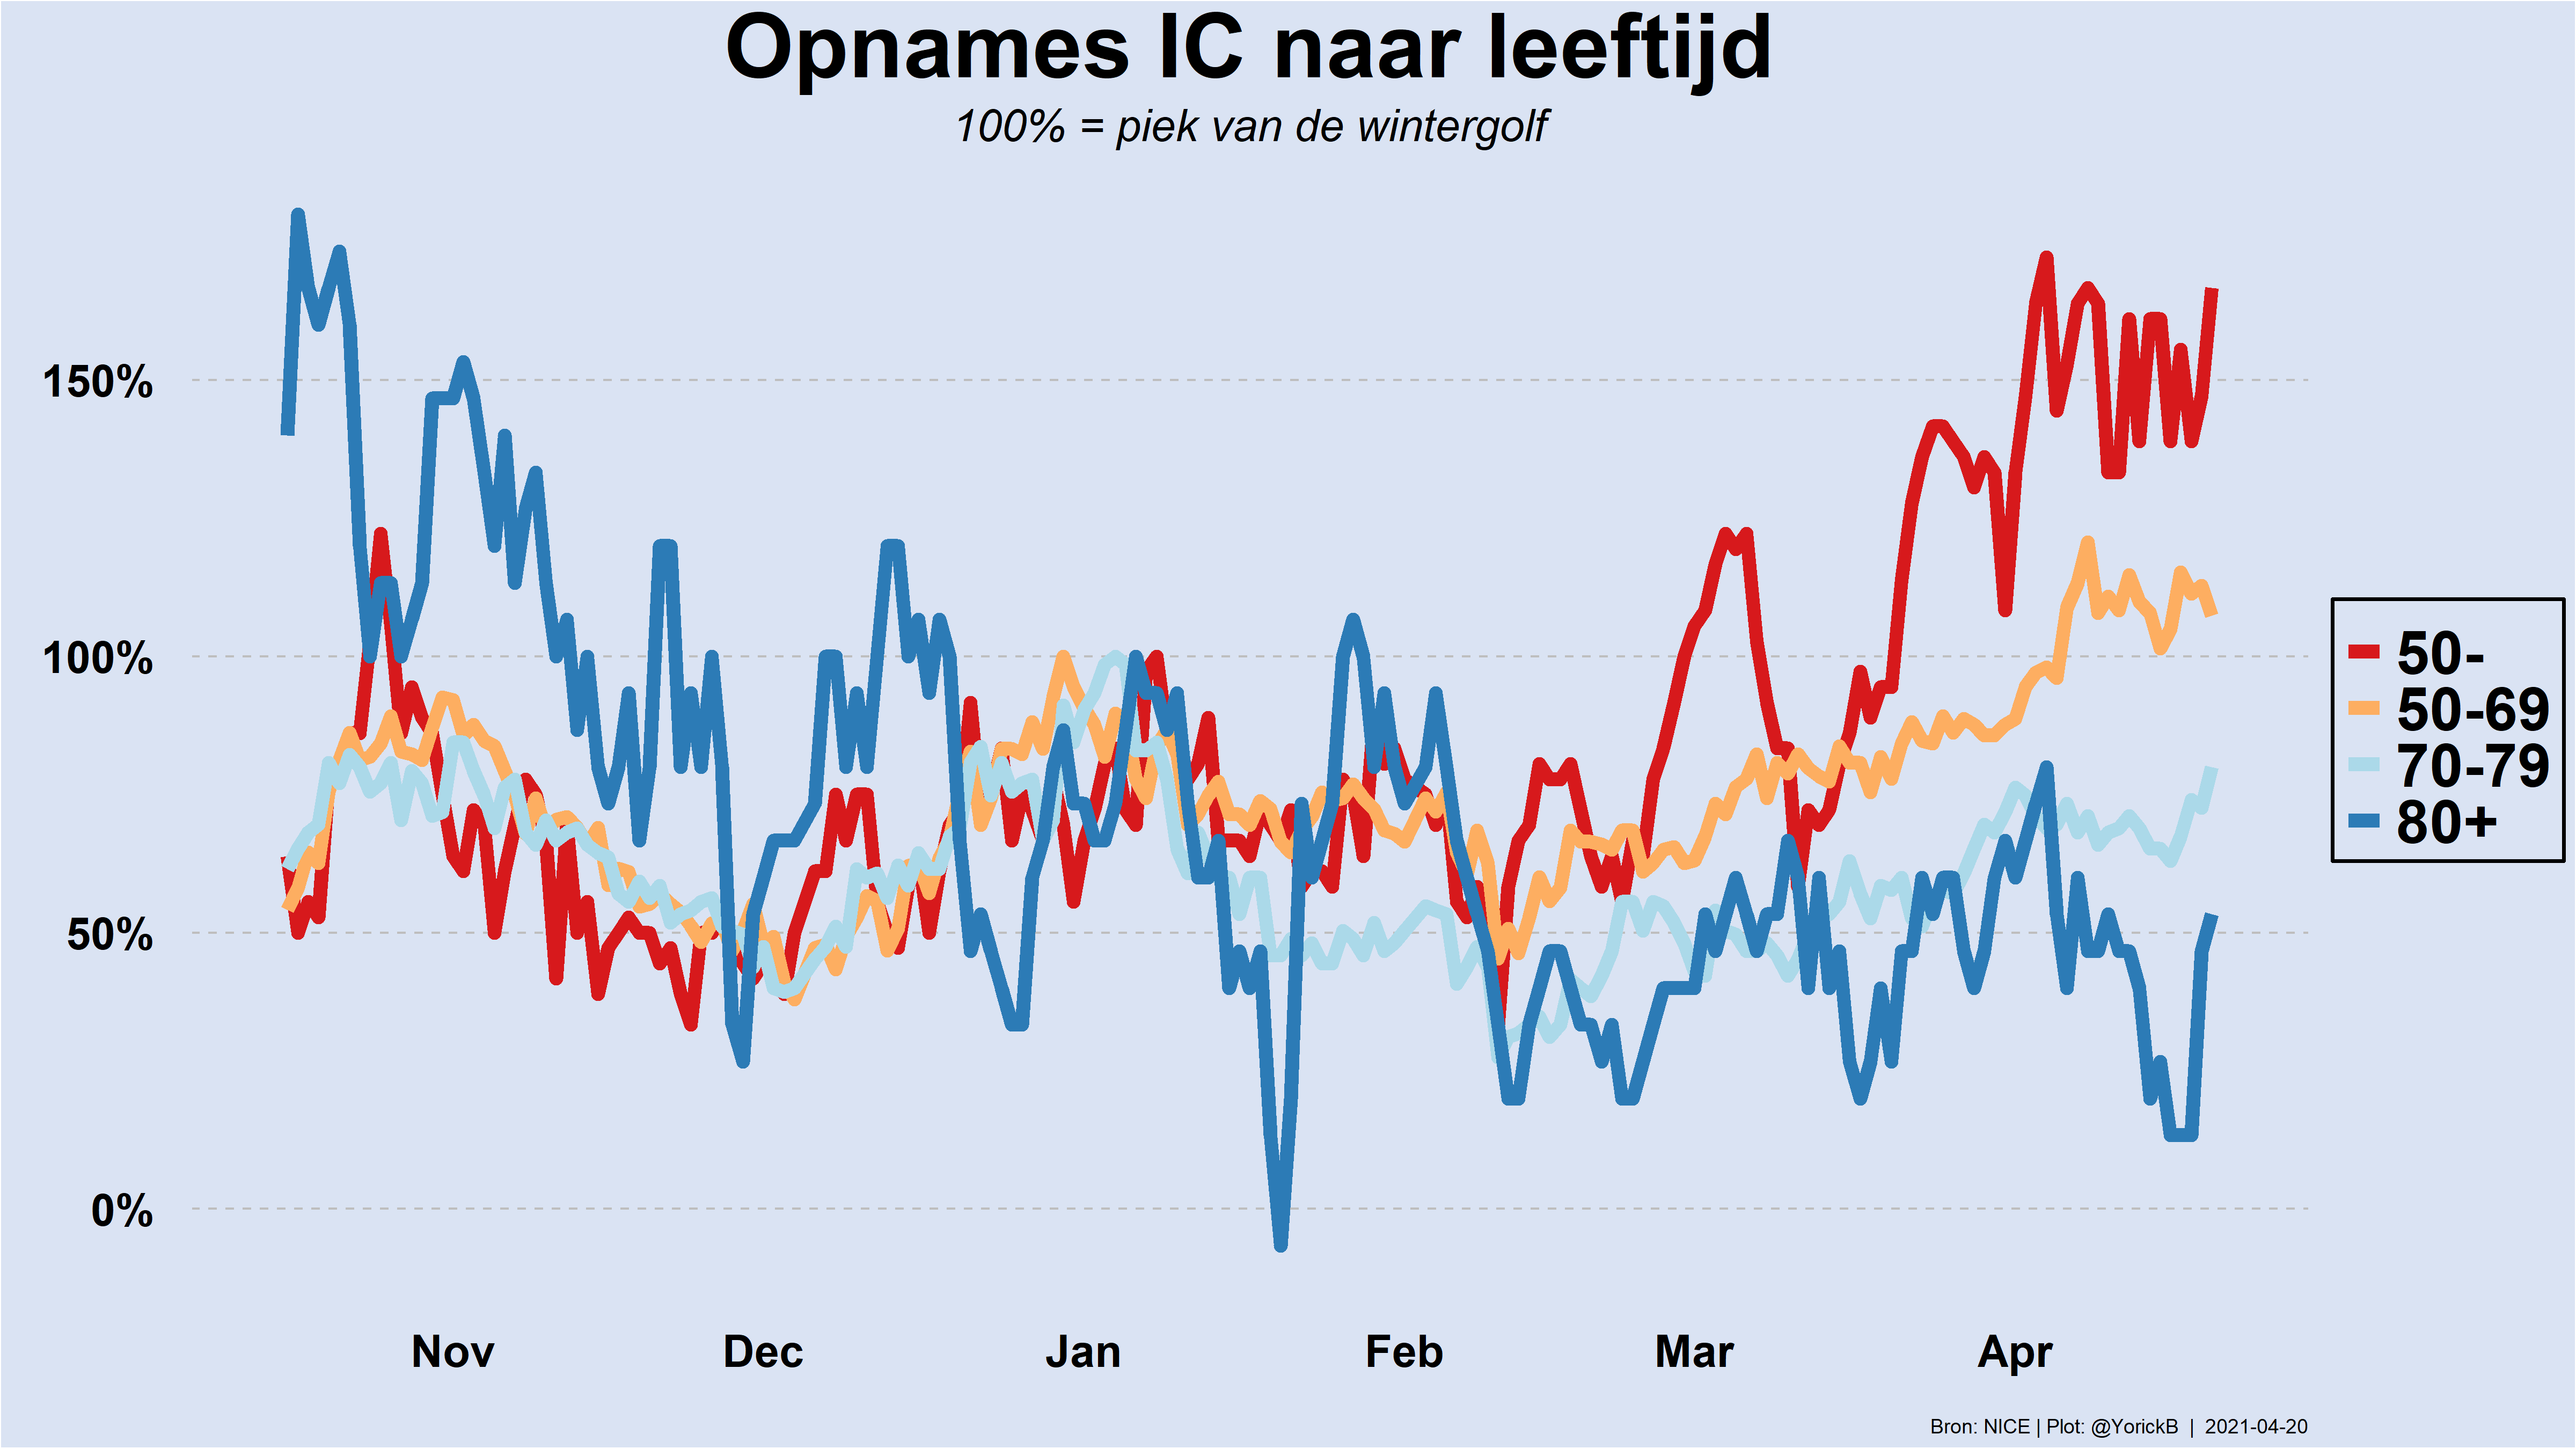 Opnames IC naar leeftijd
100% = piek van de wintergolf
150%
100%
50%
0%
50-
50-69
70-79
80+
Nov Dec Jan Feb Mar Apr
Bron: NICE | Plot: @YorickB | 2021-04-20